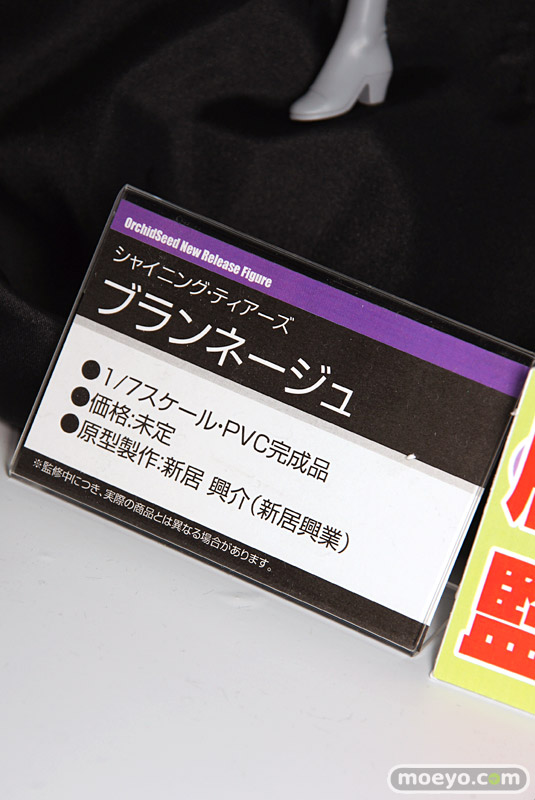 OrchidSeed New Release Figure
シャイニング・ティアーズ
ブランネージュ
●1/7スケール・PVC完成品
●価格:未定
●原型製作:新居 興介(新居興業)
※監修中につき、実際の商品とは異なる場合があります。
監
moeyo.com